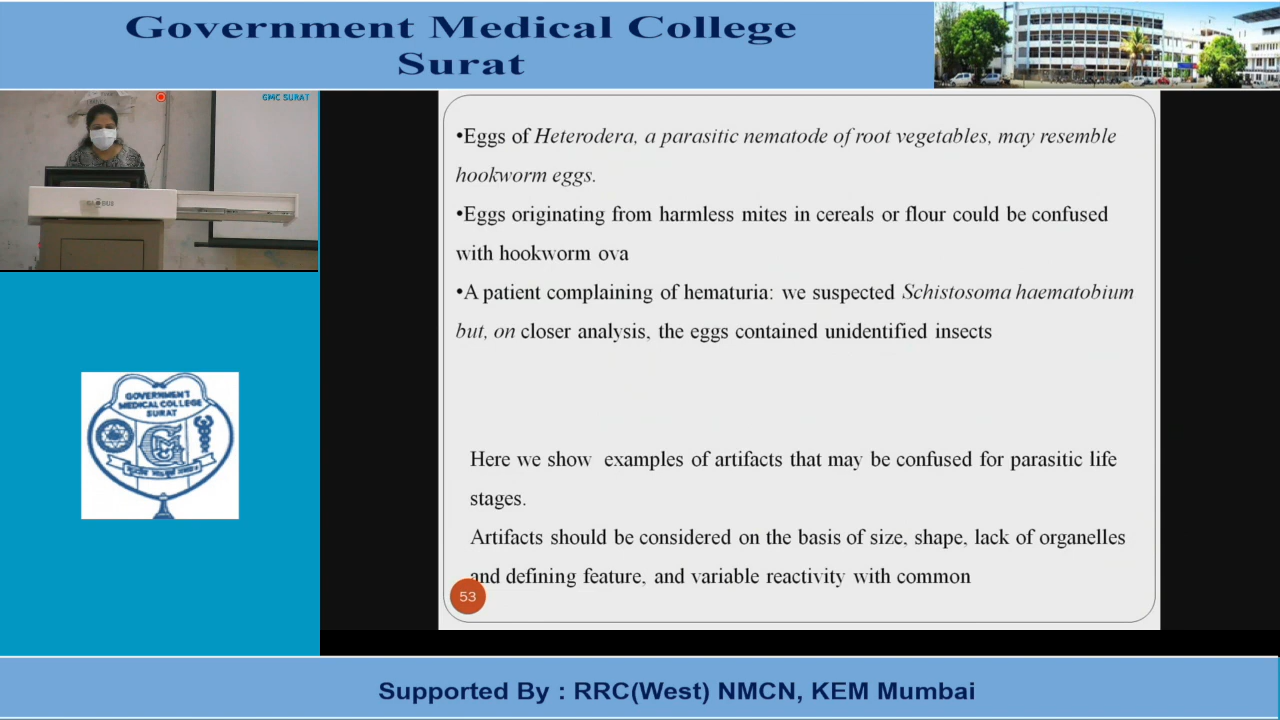 Government Medical College
Surat
GMC SURAT
•Eggs of Heterodera, a parasitic nematode of root vegetables, may resemble
hookworm eggs.
•Eggs originating from harmless mites in cereals or flour could be confused
with hookworm ova
•A patient complaining of hematuria: we suspected Schistosoma haematobium
but, on closer analysis, the eggs contained unidentified insects
GOVERNMENT
MEDICAL COLLEGE
SURAT
Here we show examples of artifacts that may be confused for parasitic life
stages.
Artifacts should be considered on the basis of size, shape, lack of organelles
and defining feature, and variable reactivity with common
53
Supported By : RRC(West) NMCN, KEM Mumbai